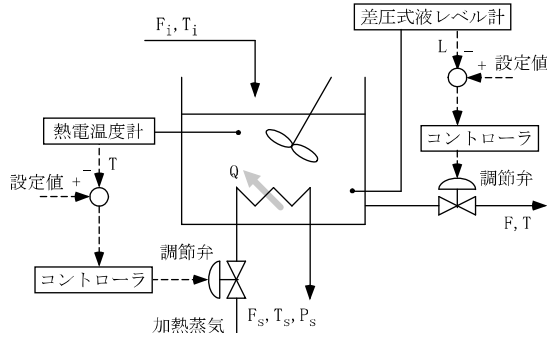 F_i,T_i
差圧式液レベル計
L
−
+
設定値
熱電温度計
コントローラ
−
T
Q
調節弁
設定値
+
F,T
調節弁
コントローラ
F_s,T_s,P_s
加熱蒸気